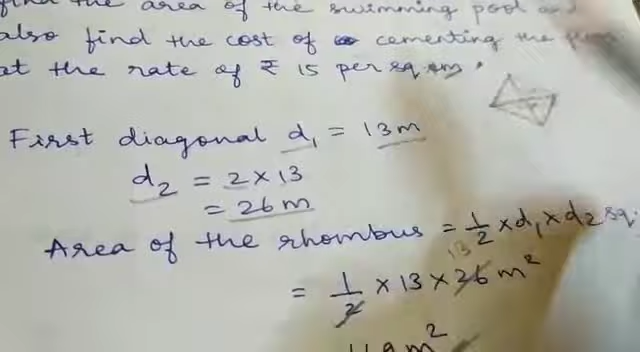 find the area of the swimming pool and
also find the cost of cementing the
at the rate of ₹ 15 per sq. m.
First diagonal d₁ = 13m
d₂ = 2 × 13
= 26 m
Area of the rhombus = 1/2 × d₁ × d₂ sq.
13
= 1/2 × 13 × 26 m²
m²